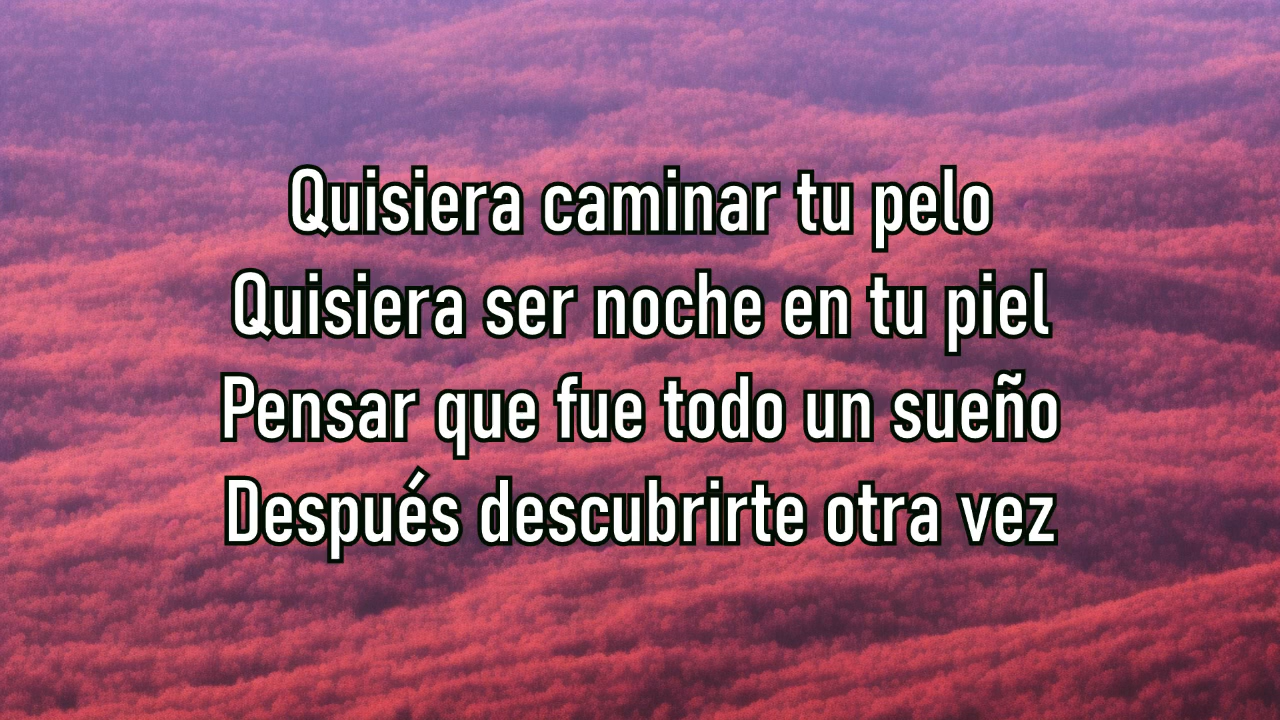 Quisiera caminar tu pelo
Quisiera ser noche en tu piel
Pensar que fue todo un sueño
Después descubrirte otra vez